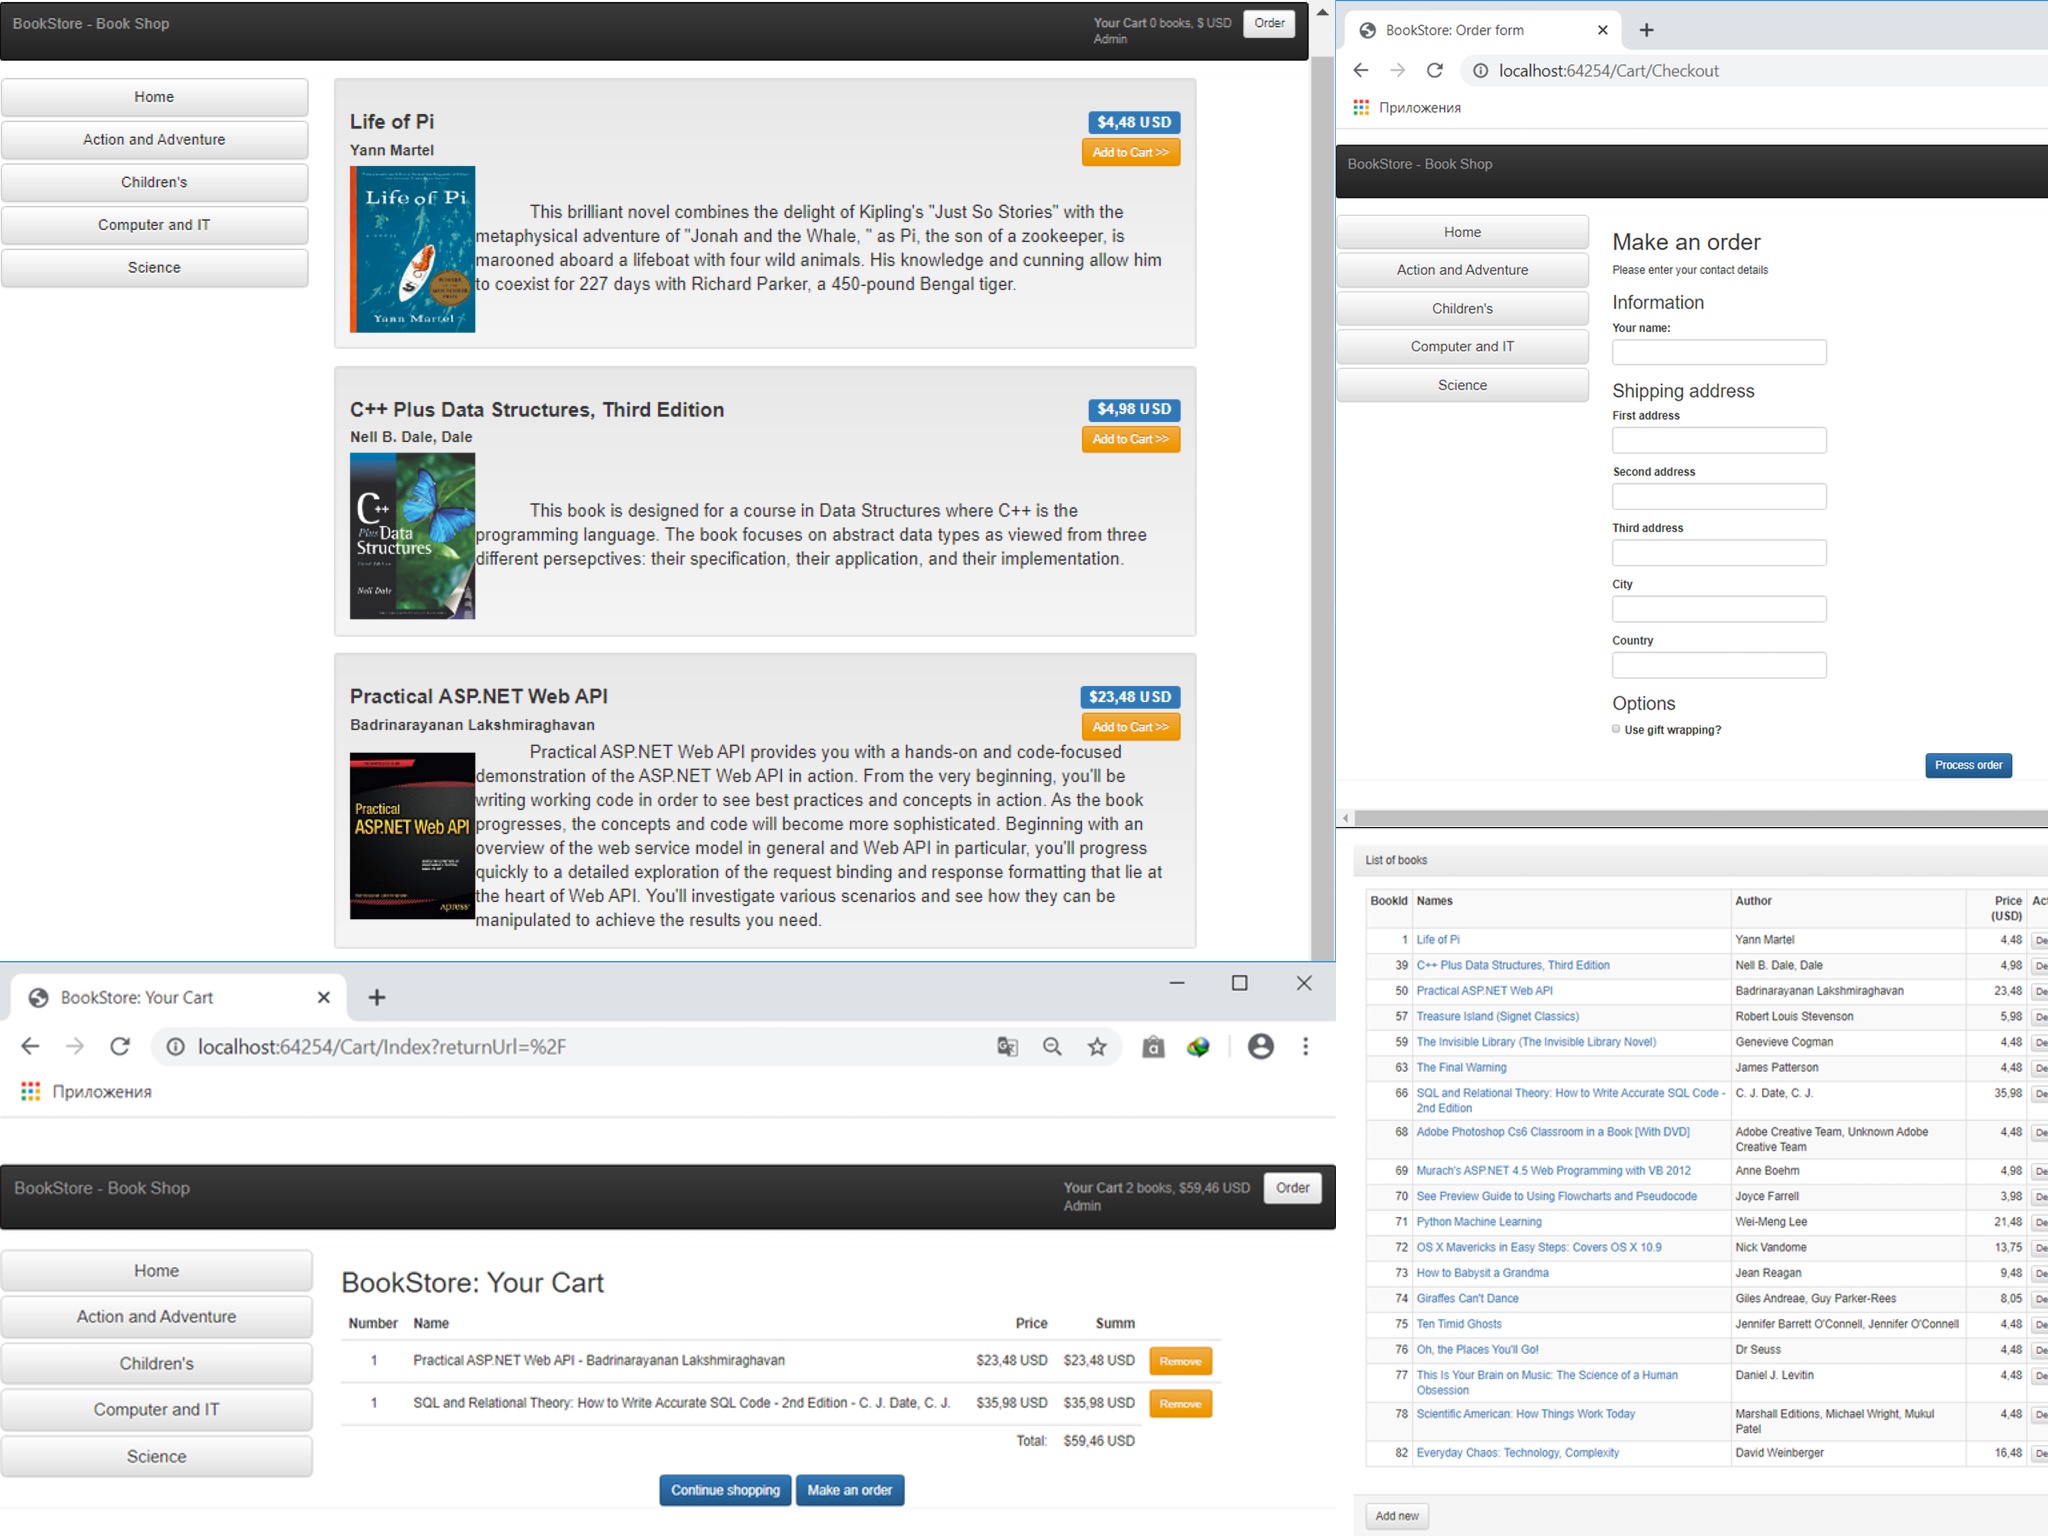 BookStore - Book Shop
Your Cart 0 books, $ USD
Admin
Order
Home
Action and Adventure
Children's
Computer and IT
Science
Life of Pi
$4,48 USD
Yann Martel
Add to Cart >>
Life of Pi
Yann Martel
This brilliant novel combines the delight of Kipling's "Just So Stories" with the
metaphysical adventure of "Jonah and the Whale, " as Pi, the son of a zookeeper, is
marooned aboard a lifeboat with four wild animals. His knowledge and cunning allow him
to coexist for 227 days with Richard Parker, a 450-pound Bengal tiger.
C++ Plus Data Structures, Third Edition
$4,98 USD
Nell B. Dale, Dale
Add to Cart >>
C++
Plus Data
Structures
Third Edition
Nell Dale
This book is designed for a course in Data Structures where C++ is the
programming language. The book focuses on abstract data types as viewed from three
different persepctives: their specification, their application, and their implementation.
Practical ASP.NET Web API
$23,48 USD
Badrinarayanan Lakshmiraghavan
Add to Cart >>
Practical
ASP.NET Web API
Apress
Practical ASP.NET Web API provides you with a hands-on and code-focused
demonstration of the ASP.NET Web API in action. From the very beginning, you'll be
writing working code in order to see best practices and concepts in action. As the book
progresses, the concepts and code will become more sophisticated. Beginning with an
overview of the web service model in general and Web API in particular, you'll progress
quickly to a detailed exploration of the request binding and response formatting that lie at
the heart of Web API. You'll investigate various scenarios and see how they can be
manipulated to achieve the results you need.
BookStore: Order form
localhost:64254/Cart/Checkout
Приложения
BookStore - Book Shop
Home
Action and Adventure
Children's
Computer and IT
Science
Make an order
Please enter your contact details
Information
Your name:
Shipping address
First address
Second address
Third address
City
Country
Options
Use gift wrapping?
Process order
BookStore: Your Cart
localhost:64254/Cart/Index?returnUrl=%2F
Приложения
BookStore - Book Shop
Your Cart 2 books, $59,46 USD
Admin
Order
Home
Action and Adventure
Children's
Computer and IT
Science
BookStore: Your Cart
Number Name Price Summ
1 Practical ASP.NET Web API - Badrinarayanan Lakshmiraghavan $23,48 USD $23,48 USD Remove
1 SQL and Relational Theory: How to Write Accurate SQL Code - 2nd Edition - C. J. Date, C. J. $35,98 USD $35,98 USD Remove
Total: $59,46 USD
Continue shopping Make an order
List of books
BookId Names Author Price Act
(USD)
1 Life of Pi Yann Martel 4,48 De
39 C++ Plus Data Structures, Third Edition Nell B. Dale, Dale 4,98 De
50 Practical ASP.NET Web API Badrinarayanan Lakshmiraghavan 23,48 De
57 Treasure Island (Signet Classics) Robert Louis Stevenson 5,98 De
59 The Invisible Library (The Invisible Library Novel) Genevieve Cogman 4,48 De
63 The Final Warning James Patterson 4,48 De
66 SQL and Relational Theory: How to Write Accurate SQL Code - C. J. Date, C. J. 35,98 De
2nd Edition
68 Adobe Photoshop Cs6 Classroom in a Book [With DVD] Adobe Creative Team, Unknown Adobe 4,48 De
Creative Team
69 Murach's ASP.NET 4.5 Web Programming with VB 2012 Anne Boehm 4,98 De
70 See Preview Guide to Using Flowcharts and Pseudocode Joyce Farrell 3,98 De
71 Python Machine Learning Wei-Meng Lee 21,48 De
72 OS X Mavericks in Easy Steps: Covers OS X 10.9 Nick Vandome 13,75 De
73 How to Babysit a Grandma Jean Reagan 9,48 De
74 Giraffes Can't Dance Giles Andreae, Guy Parker-Rees 8,05 De
75 Ten Timid Ghosts Jennifer Barrett O'Connell, Jennifer O'Connell 4,48 De
76 Oh, the Places You'll Go! Dr Seuss 4,48 De
77 This Is Your Brain on Music: The Science of a Human Daniel J. Levitin 4,48 De
Obsession
78 Scientific American: How Things Work Today Marshall Editions, Michael Wright, Mukul 4,48 De
Patel
82 Everyday Chaos: Technology, Complexity David Weinberger 16,48 De
Add new